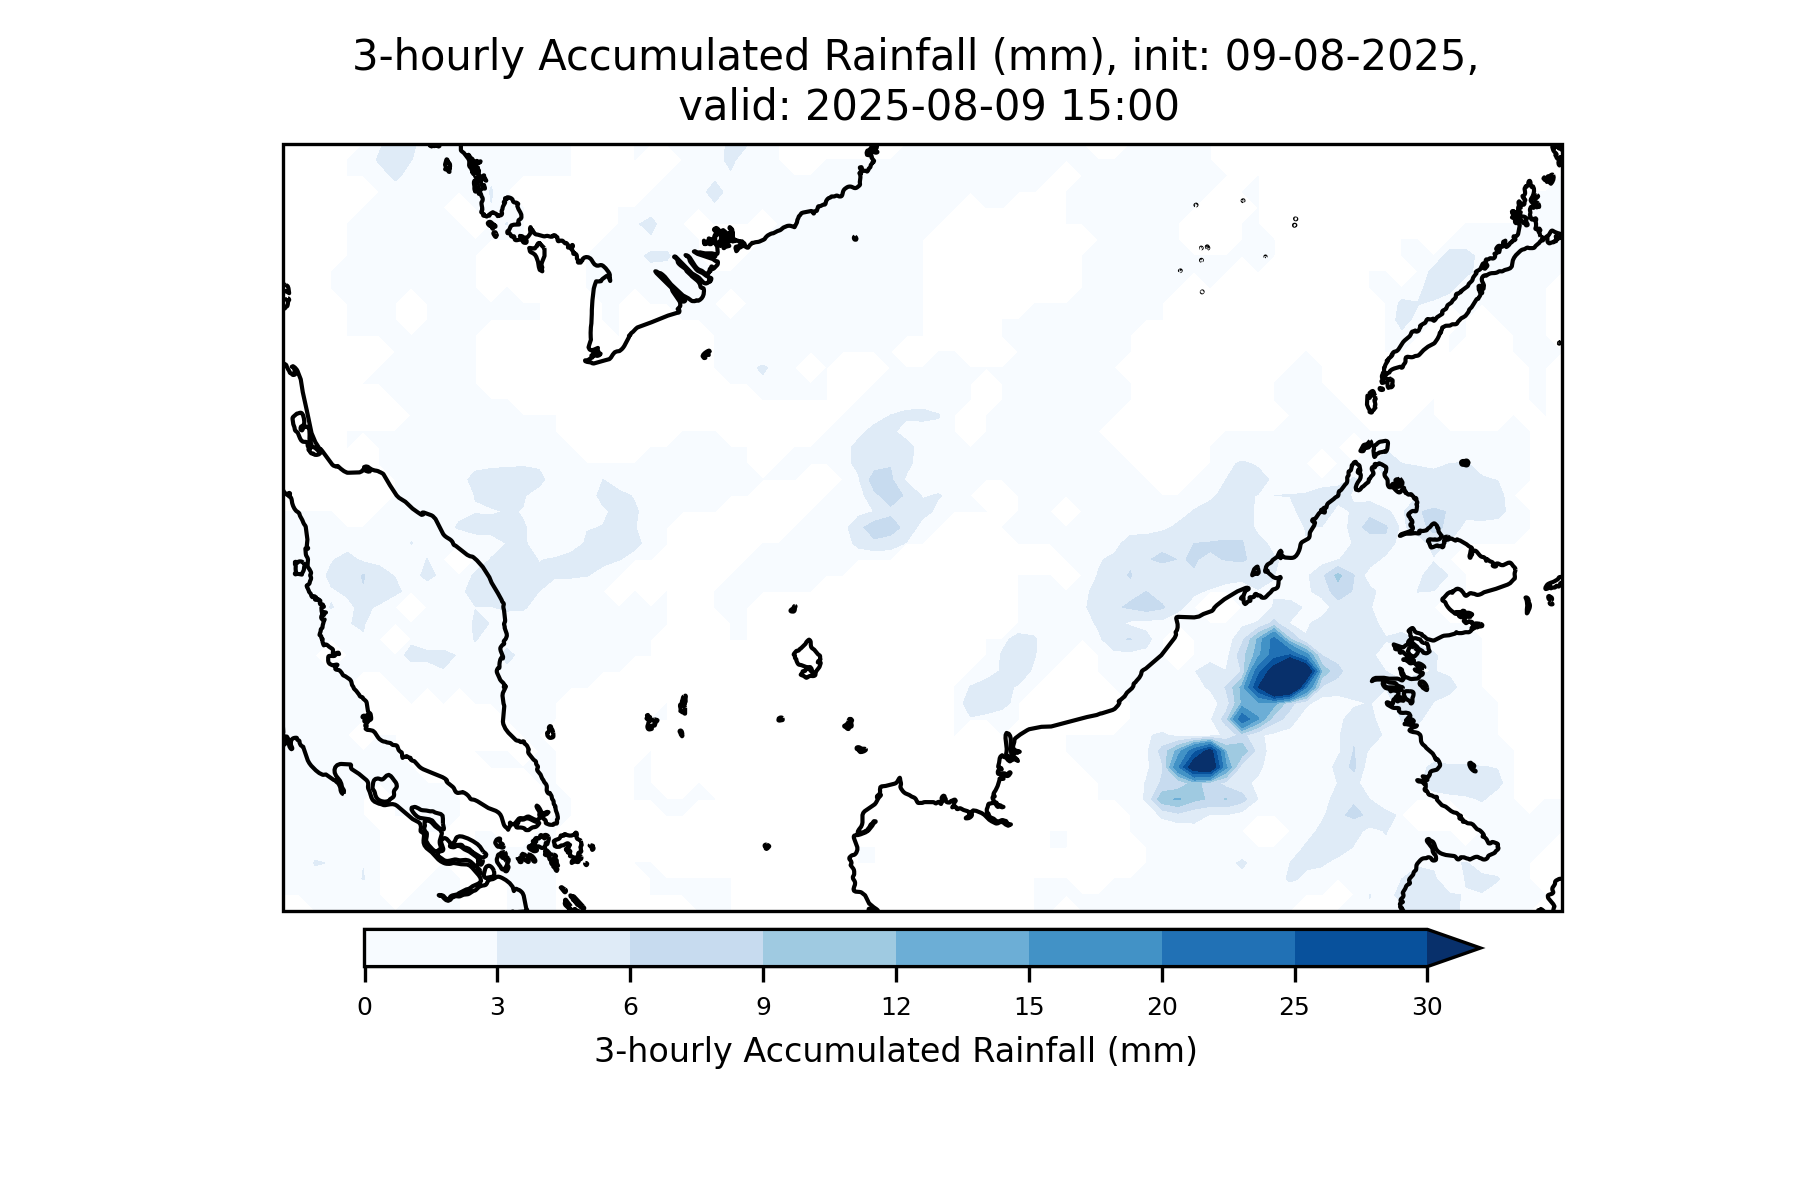 3-hourly Accumulated Rainfall (mm), init: 09-08-2025,
valid: 2025-08-09 15:00
0 3 6 9 12 15 20 25 30
3-hourly Accumulated Rainfall (mm)